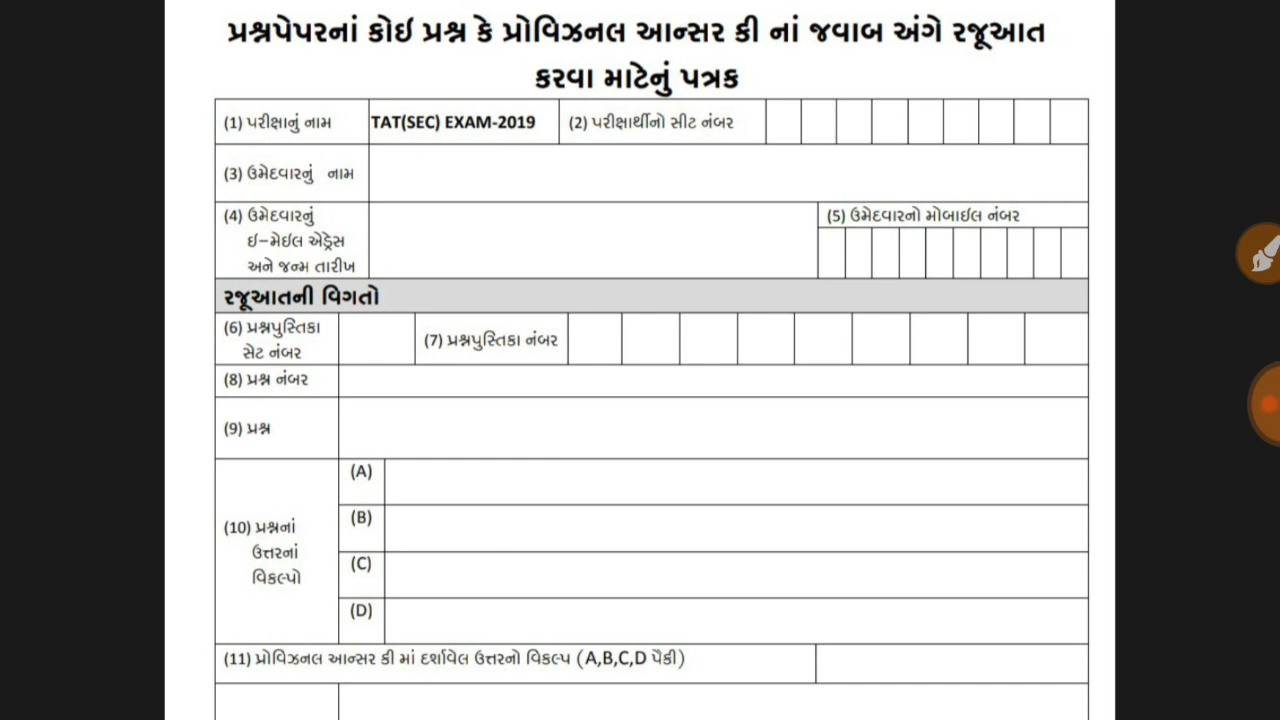 પ્રશ્નપેપરનાં કોઇ પ્રશ્ન કે પ્રોવિઝનલ આન્સર કી નાં જવાબ અંગે રજૂઆત
કરવા માટેનું પત્રક
(1) પરીક્ષાનું નામ TAT(SEC) EXAM-2019 (2) પરીક્ષાર્થીનો સીટ નંબર
(3) ઉમેદવારનું નામ
(4) ઉમેદવારનું
ઈ-મેઈલ એડ્રેસ
અને જન્મ તારીખ
(5) ઉમેદવારનો મોબાઈલ નંબર
રજૂઆતની વિગતો
(6) પ્રશ્નપુસ્તિકા
સેટ નંબર
(7) પ્રશ્નપુસ્તિકા નંબર
(8) પ્રશ્ન નંબર
(9) પ્રશ્ન
(10) પ્રશ્નનાં
ઉત્તરનાં
વિકલ્પો
(A)
(B)
(C)
(D)
(11) પ્રોવિઝનલ આન્સર કી માં દર્શાવેલ ઉત્તરનો વિકલ્પ (A,B,C,D પૈકી)